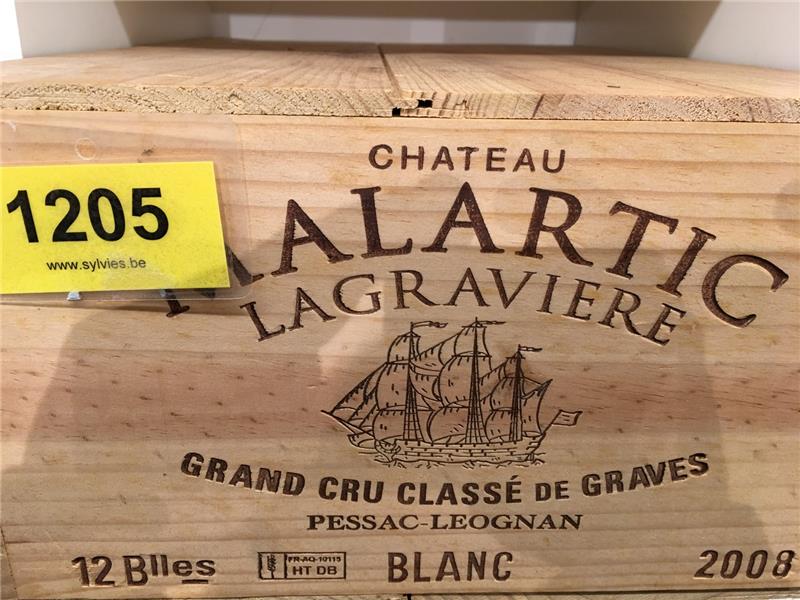 CHATEAU
MALARTIC
LAGRAVIERE
1205
www.sylvies.be
GRAND CRU CLASSÉ DE GRAVES
PESSAC-LEOGNAN
12 Blles FR-AQ-10115 BLANC 2008
HT DB